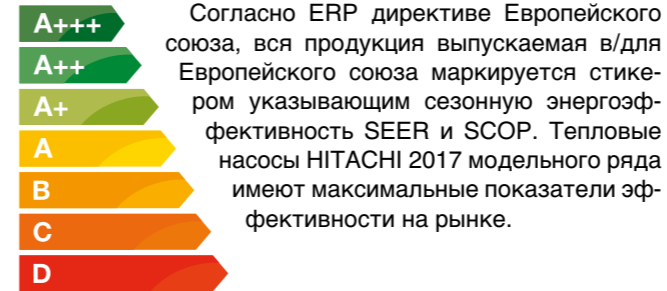 A+++
A++
A+
A
B
C
D
Согласно ERP директиве Европейского
союза, вся продукция выпускаемая в/для
Европейского союза маркируется стике-
ром указывающим сезонную энергоэф-
фективность SEER и SCOP. Тепловые
насосы HITACHI 2017 модельного ряда
имеют максимальные показатели эф-
фективности на рынке.